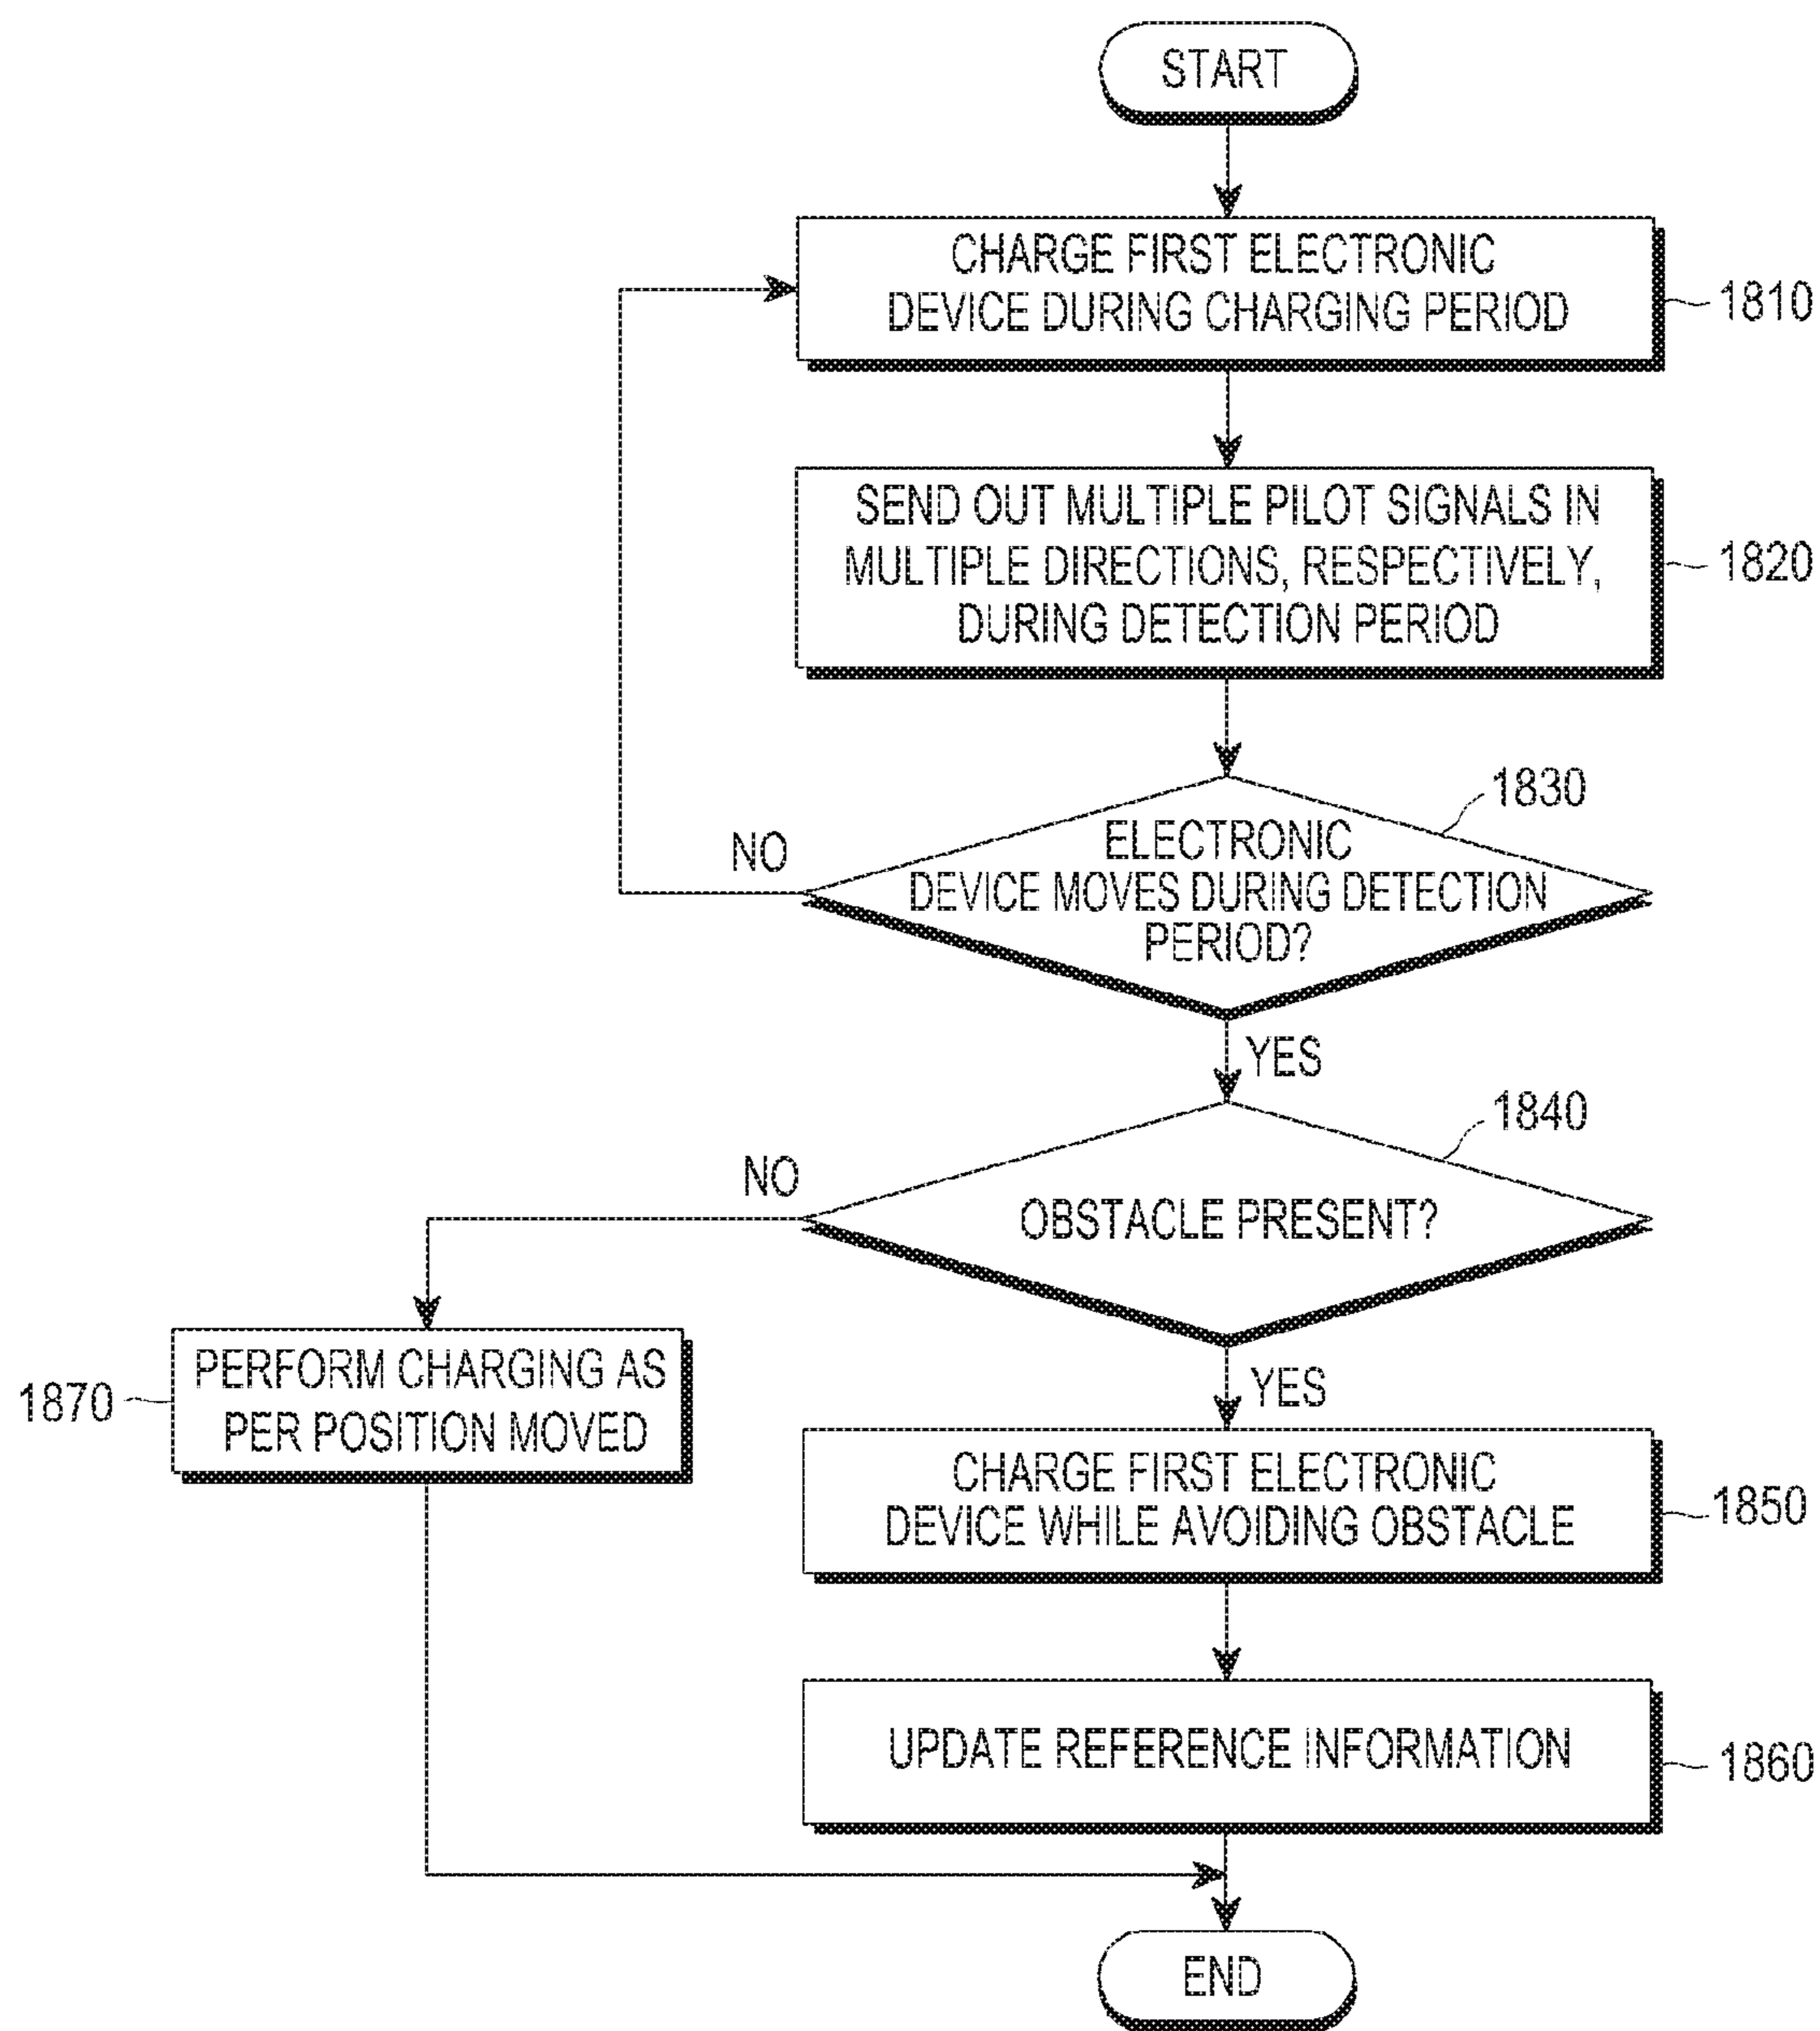 START
CHARGE FIRST ELECTRONIC
DEVICE DURING CHARGING PERIOD
1810
SEND OUT MULTIPLE PILOT SIGNALS IN
MULTIPLE DIRECTIONS, RESPECTIVELY,
DURING DETECTION PERIOD
1820
1830
ELECTRONIC
DEVICE MOVES DURING DETECTION
PERIOD?
NO
YES
1840
OBSTACLE PRESENT?
NO
YES
1870
PERFORM CHARGING AS
PER POSITION MOVED
CHARGE FIRST ELECTRONIC
DEVICE WHILE AVOIDING OBSTACLE
1850
UPDATE REFERENCE INFORMATION
1860
END